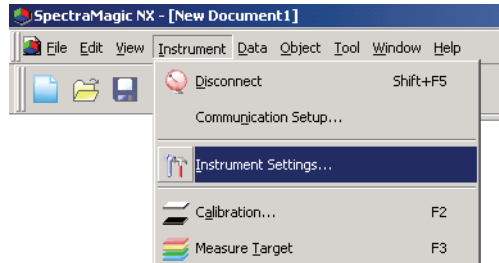 SpectraMagic NX - [New Document1]
File Edit View Instrument Data Object Tool Window Help
Disconnect Shift+F5
Communication Setup...
Instrument Settings...
Calibration... F2
Measure Target F3